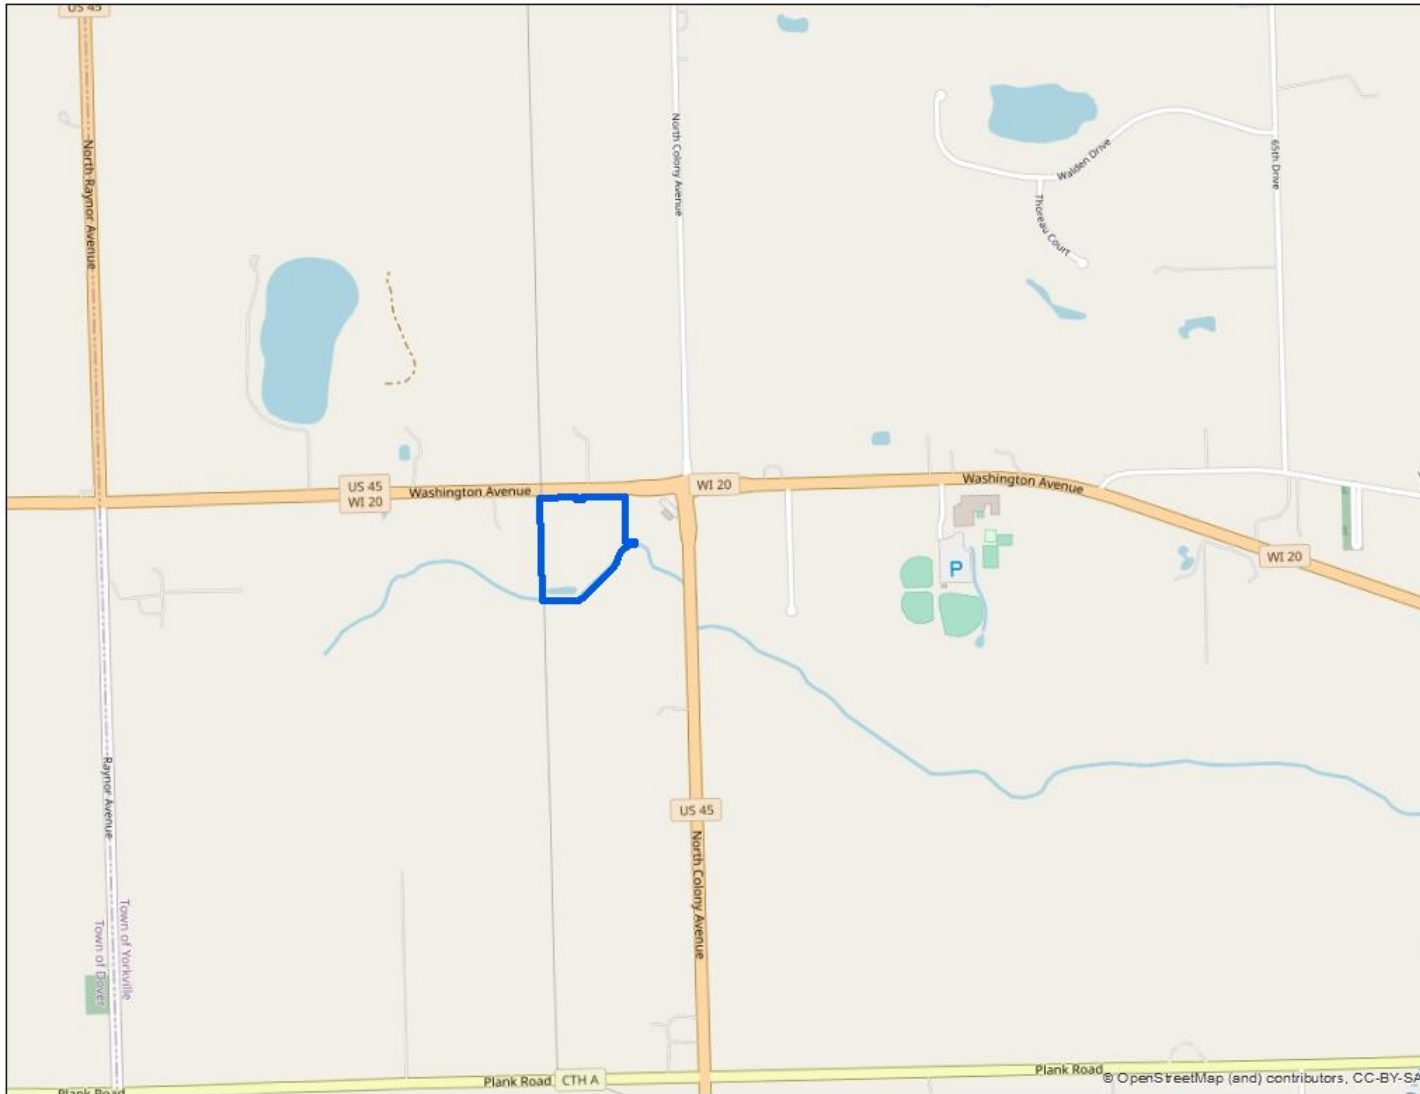 US 45
North Raynor Avenue
North Colony Avenue
Walden Drive
Thoreau Court
65th Drive
US 45
WI 20
Washington Avenue
WI 20
Washington Avenue
WI 20
P
US 45
North Colony Avenue
Raynor Avenue
Town of Yorkville
Town of Dover
Plank Road
Plank Road
CTH A
Plank Road
© OpenStreetMap (and) contributors, CC-BY-SA